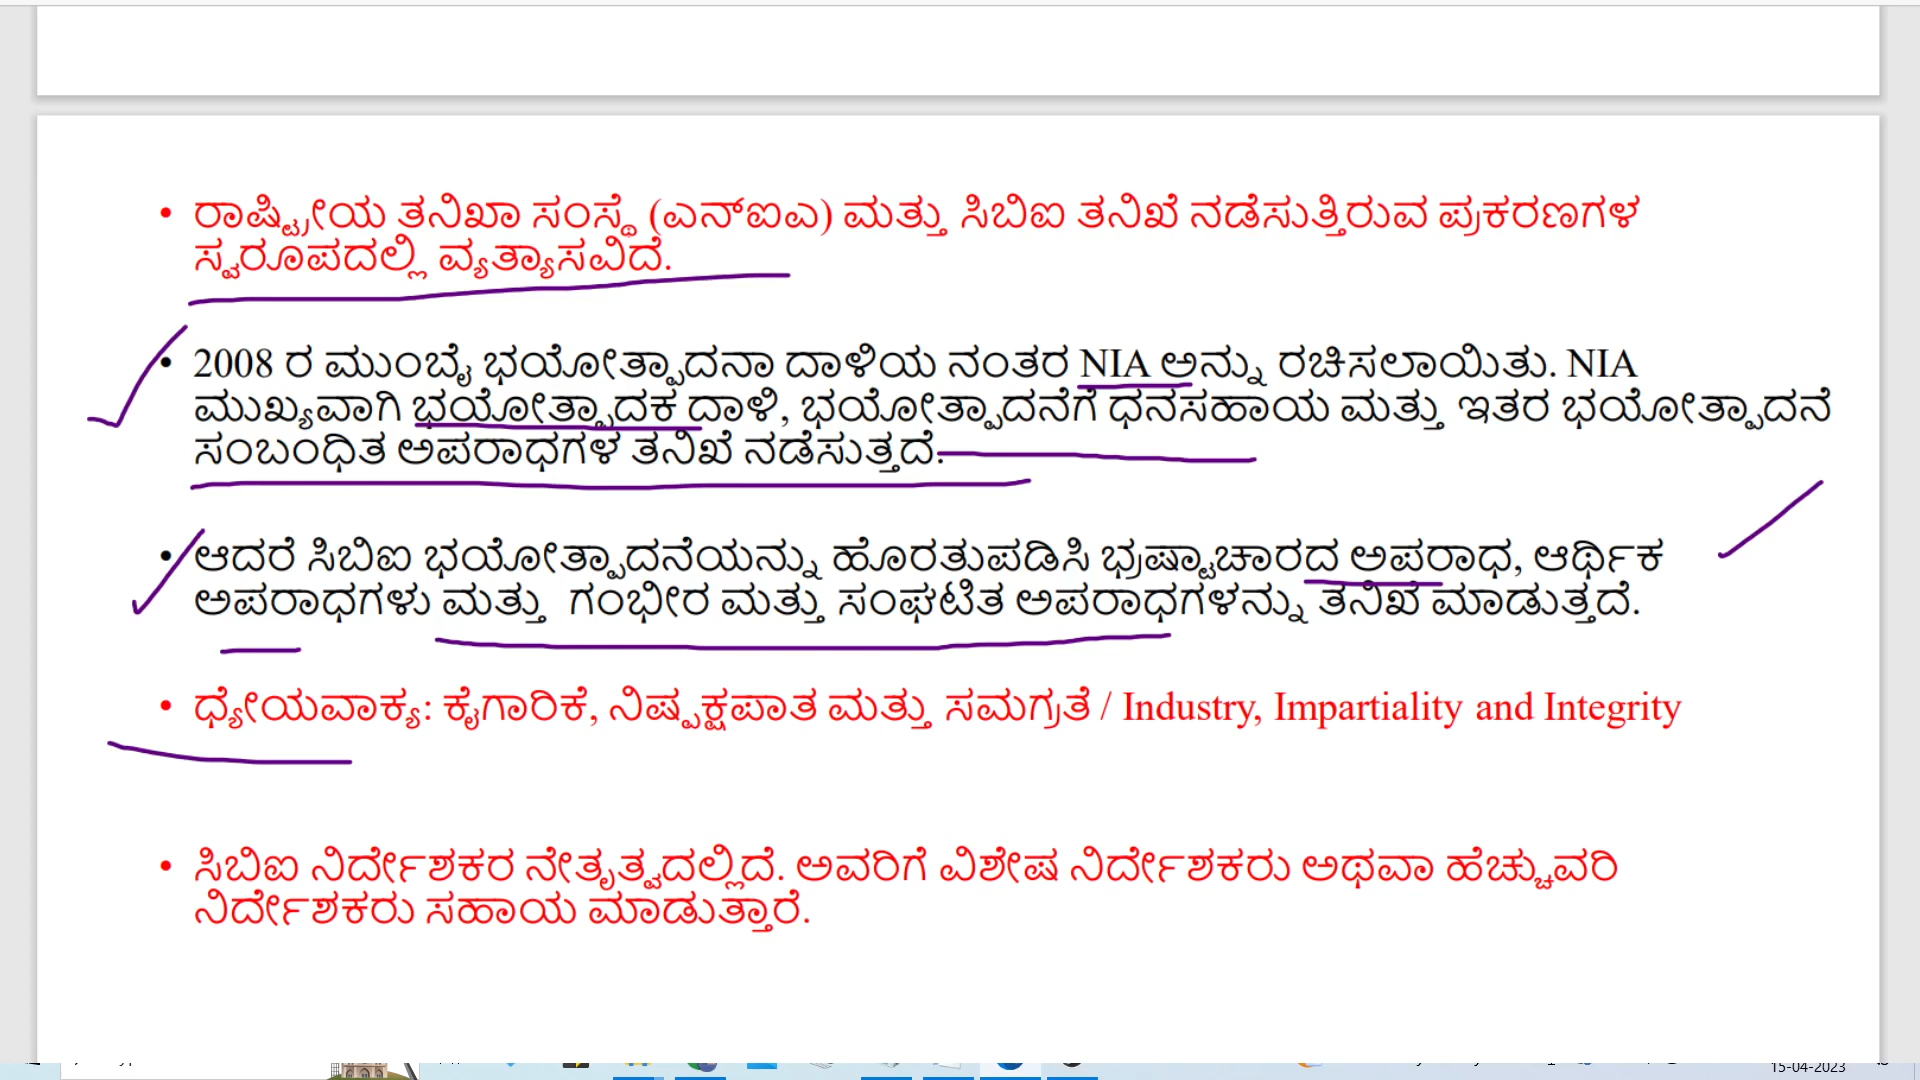 • ರಾಷ್ಟ್ರೀಯ ತನಿಖಾ ಸಂಸ್ಥೆ (ಎನ್‌ಐಎ) ಮತ್ತು ಸಿಬಿಐ ತನಿಖೆ ನಡೆಸುತ್ತಿರುವ ಪ್ರಕರಣಗಳ
ಸ್ವರೂಪದಲ್ಲಿ ವ್ಯತ್ಯಾಸವಿದೆ.
• 2008 ರ ಮುಂಬೈ ಭಯೋತ್ಪಾದನಾ ದಾಳಿಯ ನಂತರ NIA ಅನ್ನು ರಚಿಸಲಾಯಿತು. NIA
ಮುಖ್ಯವಾಗಿ ಭಯೋತ್ಪಾದಕ ದಾಳಿ, ಭಯೋತ್ಪಾದನೆಗೆ ಧನಸಹಾಯ ಮತ್ತು ಇತರ ಭಯೋತ್ಪಾದನೆ
ಸಂಬಂಧಿತ ಅಪರಾಧಗಳ ತನಿಖೆ ನಡೆಸುತ್ತದೆ.
• ಆದರೆ ಸಿಬಿಐ ಭಯೋತ್ಪಾದನೆಯನ್ನು ಹೊರತುಪಡಿಸಿ ಭ್ರಷ್ಟಾಚಾರದ ಅಪರಾಧ, ಆರ್ಥಿಕ
ಅಪರಾಧಗಳು ಮತ್ತು ಗಂಭೀರ ಮತ್ತು ಸಂಘಟಿತ ಅಪರಾಧಗಳನ್ನು ತನಿಖೆ ಮಾಡುತ್ತದೆ.
• ಧ್ಯೇಯವಾಕ್ಯ: ಕೈಗಾರಿಕೆ, ನಿಷ್ಪಕ್ಷಪಾತ ಮತ್ತು ಸಮಗ್ರತೆ / Industry, Impartiality and Integrity
• ಸಿಬಿಐ ನಿರ್ದೇಶಕರ ನೇತೃತ್ವದಲ್ಲಿದೆ. ಅವರಿಗೆ ವಿಶೇಷ ನಿರ್ದೇಶಕರು ಅಥವಾ ಹೆಚ್ಚುವರಿ
ನಿರ್ದೇಶಕರು ಸಹಾಯ ಮಾಡುತ್ತಾರೆ.
15-04-2023